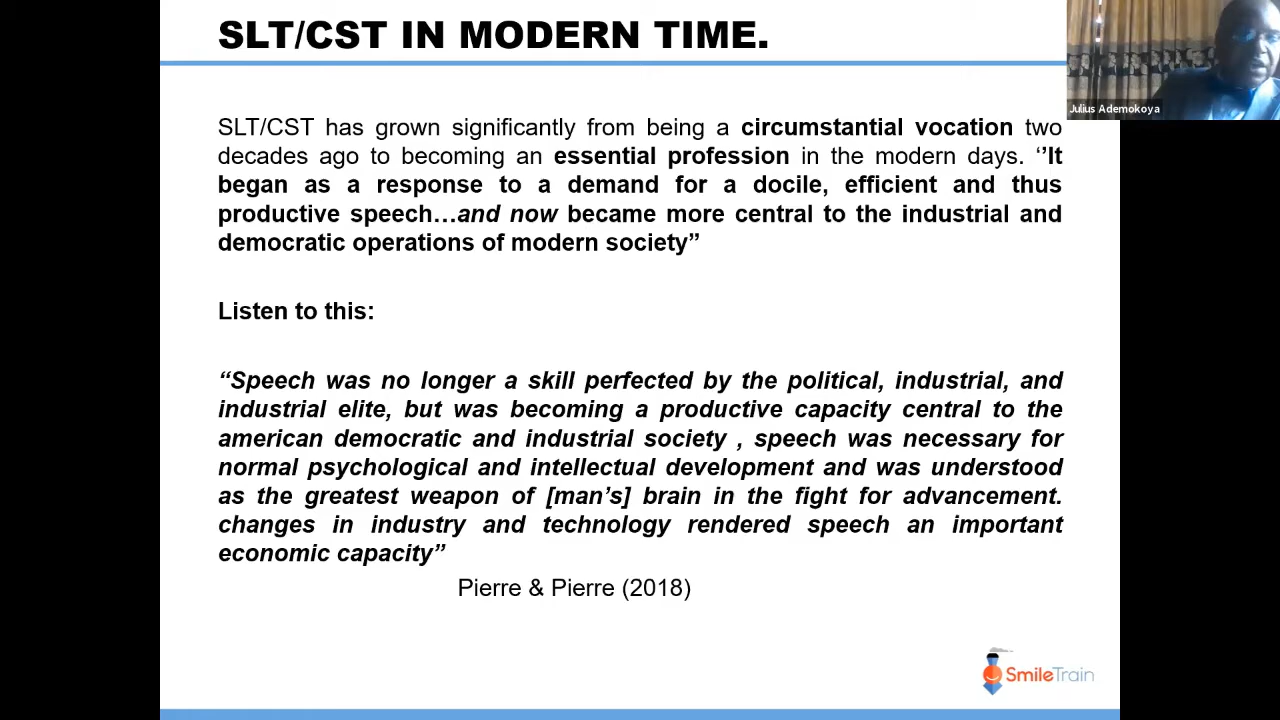 SLT/CST IN MODERN TIME.
Julius Ademokoya
SLT/CST has grown significantly from being a circumstantial vocation two
decades ago to becoming an essential profession in the modern days. ‘’It
began as a response to a demand for a docile, efficient and thus
productive speech…and now became more central to the industrial and
democratic operations of modern society”
Listen to this:
“Speech was no longer a skill perfected by the political, industrial, and
industrial elite, but was becoming a productive capacity central to the
american democratic and industrial society , speech was necessary for
normal psychological and intellectual development and was understood
as the greatest weapon of [man’s] brain in the fight for advancement.
changes in industry and technology rendered speech an important
economic capacity”
Pierre & Pierre (2018)
SmileTrain